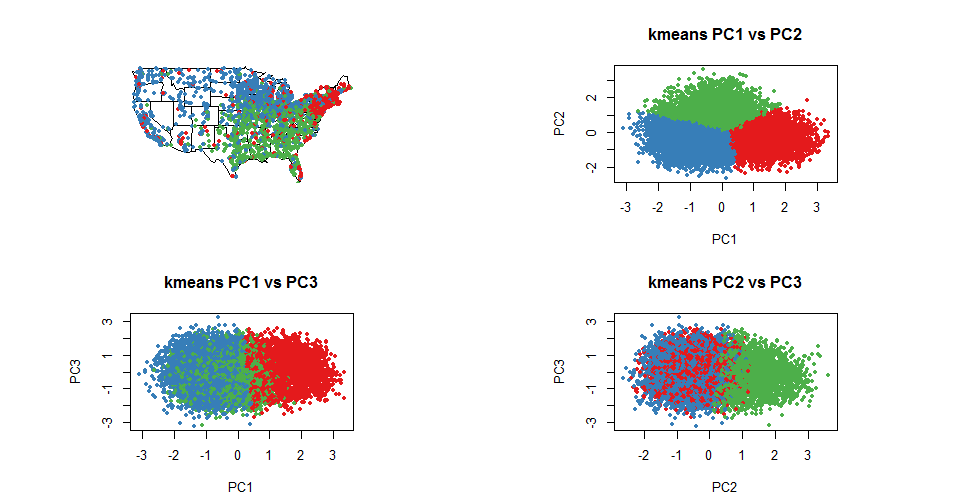 kmeans PC1 vs PC2
PC2
2
0
-2
-3 -2 -1 0 1 2 3
PC1
kmeans PC1 vs PC3
PC3
3
1
-1
-3
-3 -2 -1 0 1 2 3
PC1
kmeans PC2 vs PC3
PC3
3
1
-1
-3
-2 -1 0 1 2 3
PC2